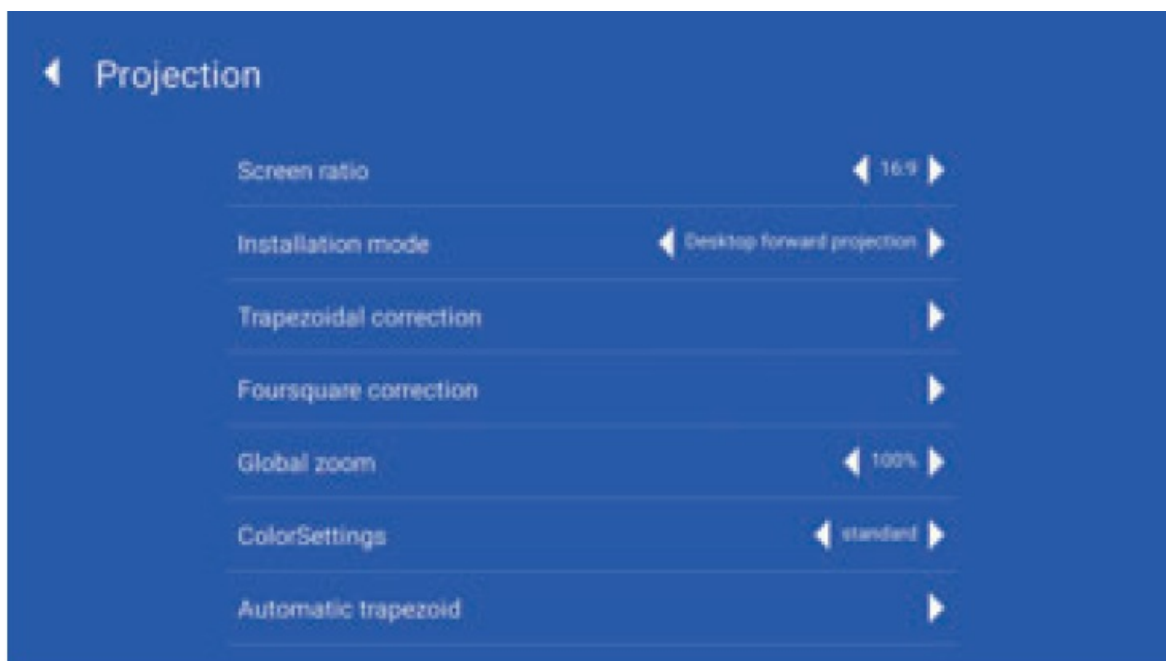 Projection
Screen ratio 16:9
Installation mode Desktop forward projection
Trapezoidal correction
Foursquare correction
Global zoom 100%
ColorSettings standard
Automatic trapezoid